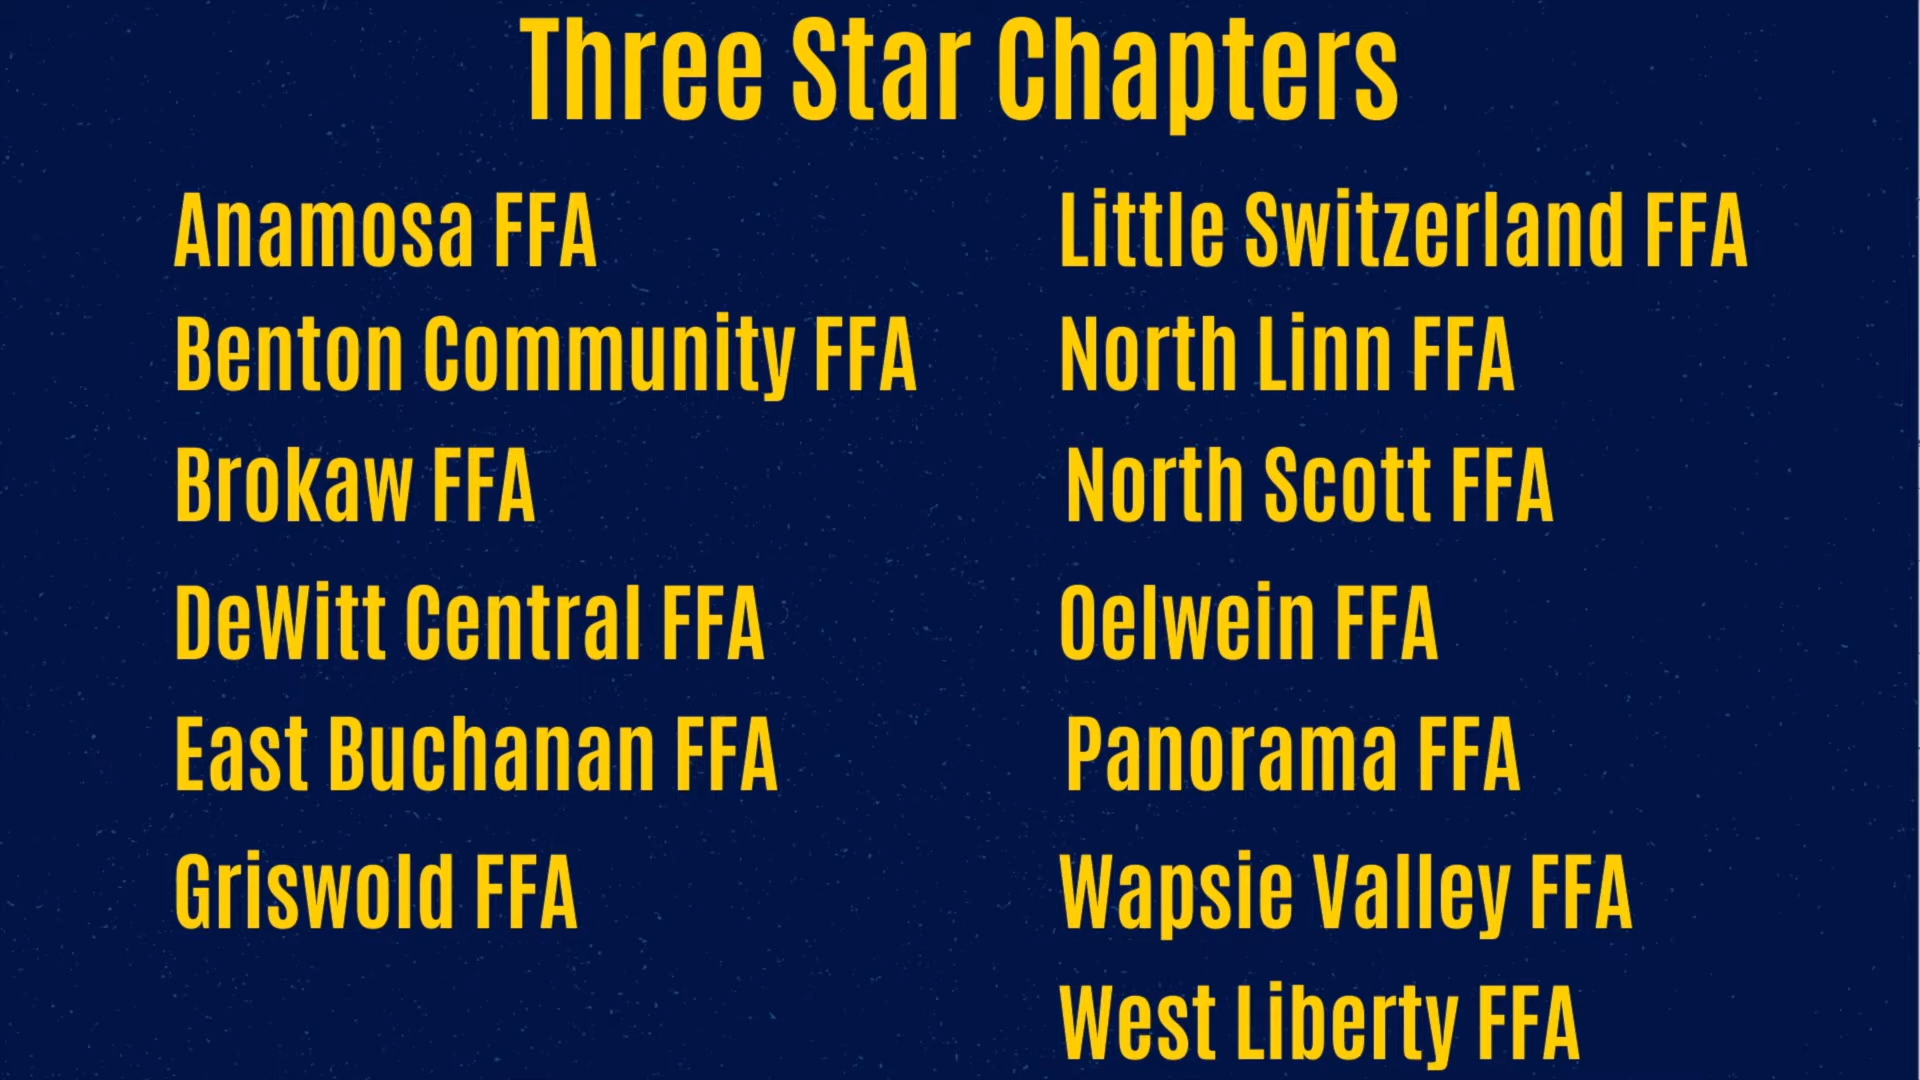 Three Star Chapters
Anamosa FFA
Benton Community FFA
Brokaw FFA
DeWitt Central FFA
East Buchanan FFA
Griswold FFA
Little Switzerland FFA
North Linn FFA
North Scott FFA
Oelwein FFA
Panorama FFA
Wapsie Valley FFA
West Liberty FFA